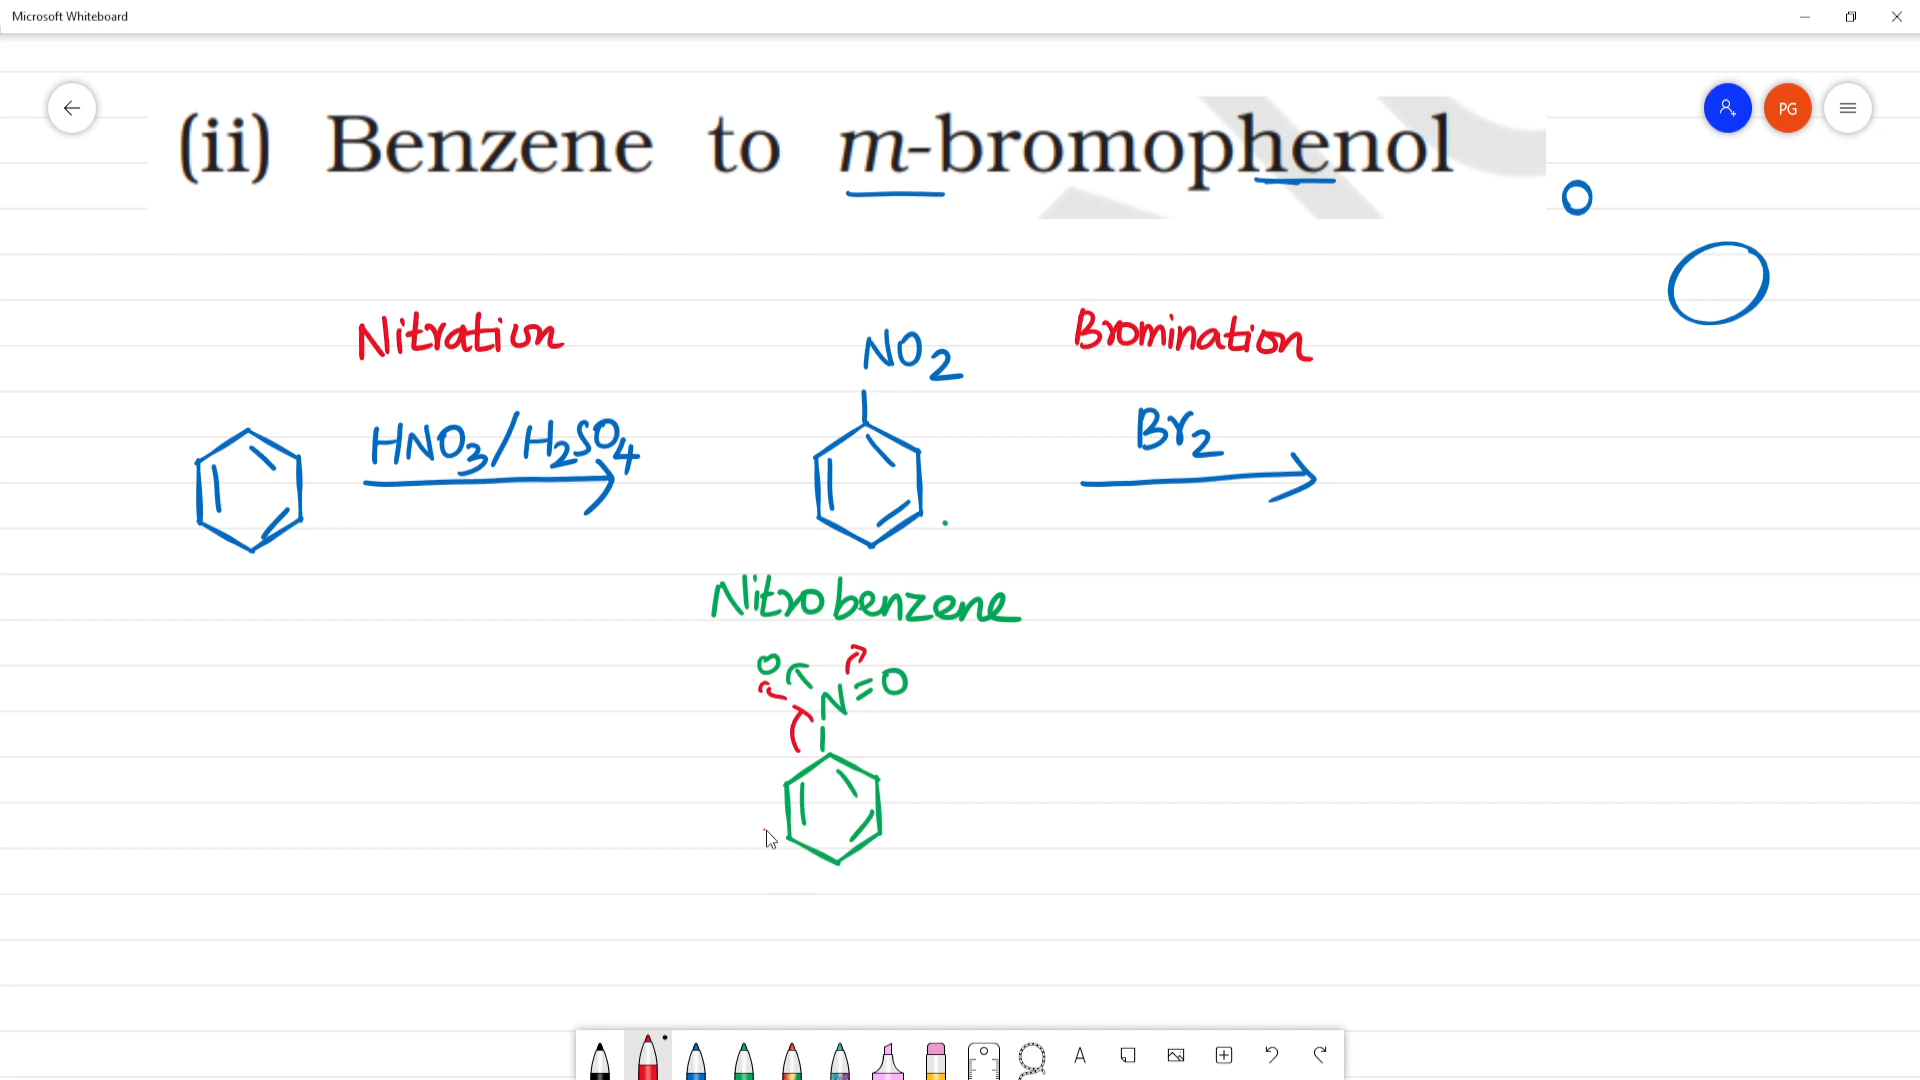 Microsoft Whiteboard
PG
(ii) Benzene to m-bromophenol
Nitration
NO2
Bromination
HNO3/H2SO4
Br2
Nitrobenzene
O
N=O
A